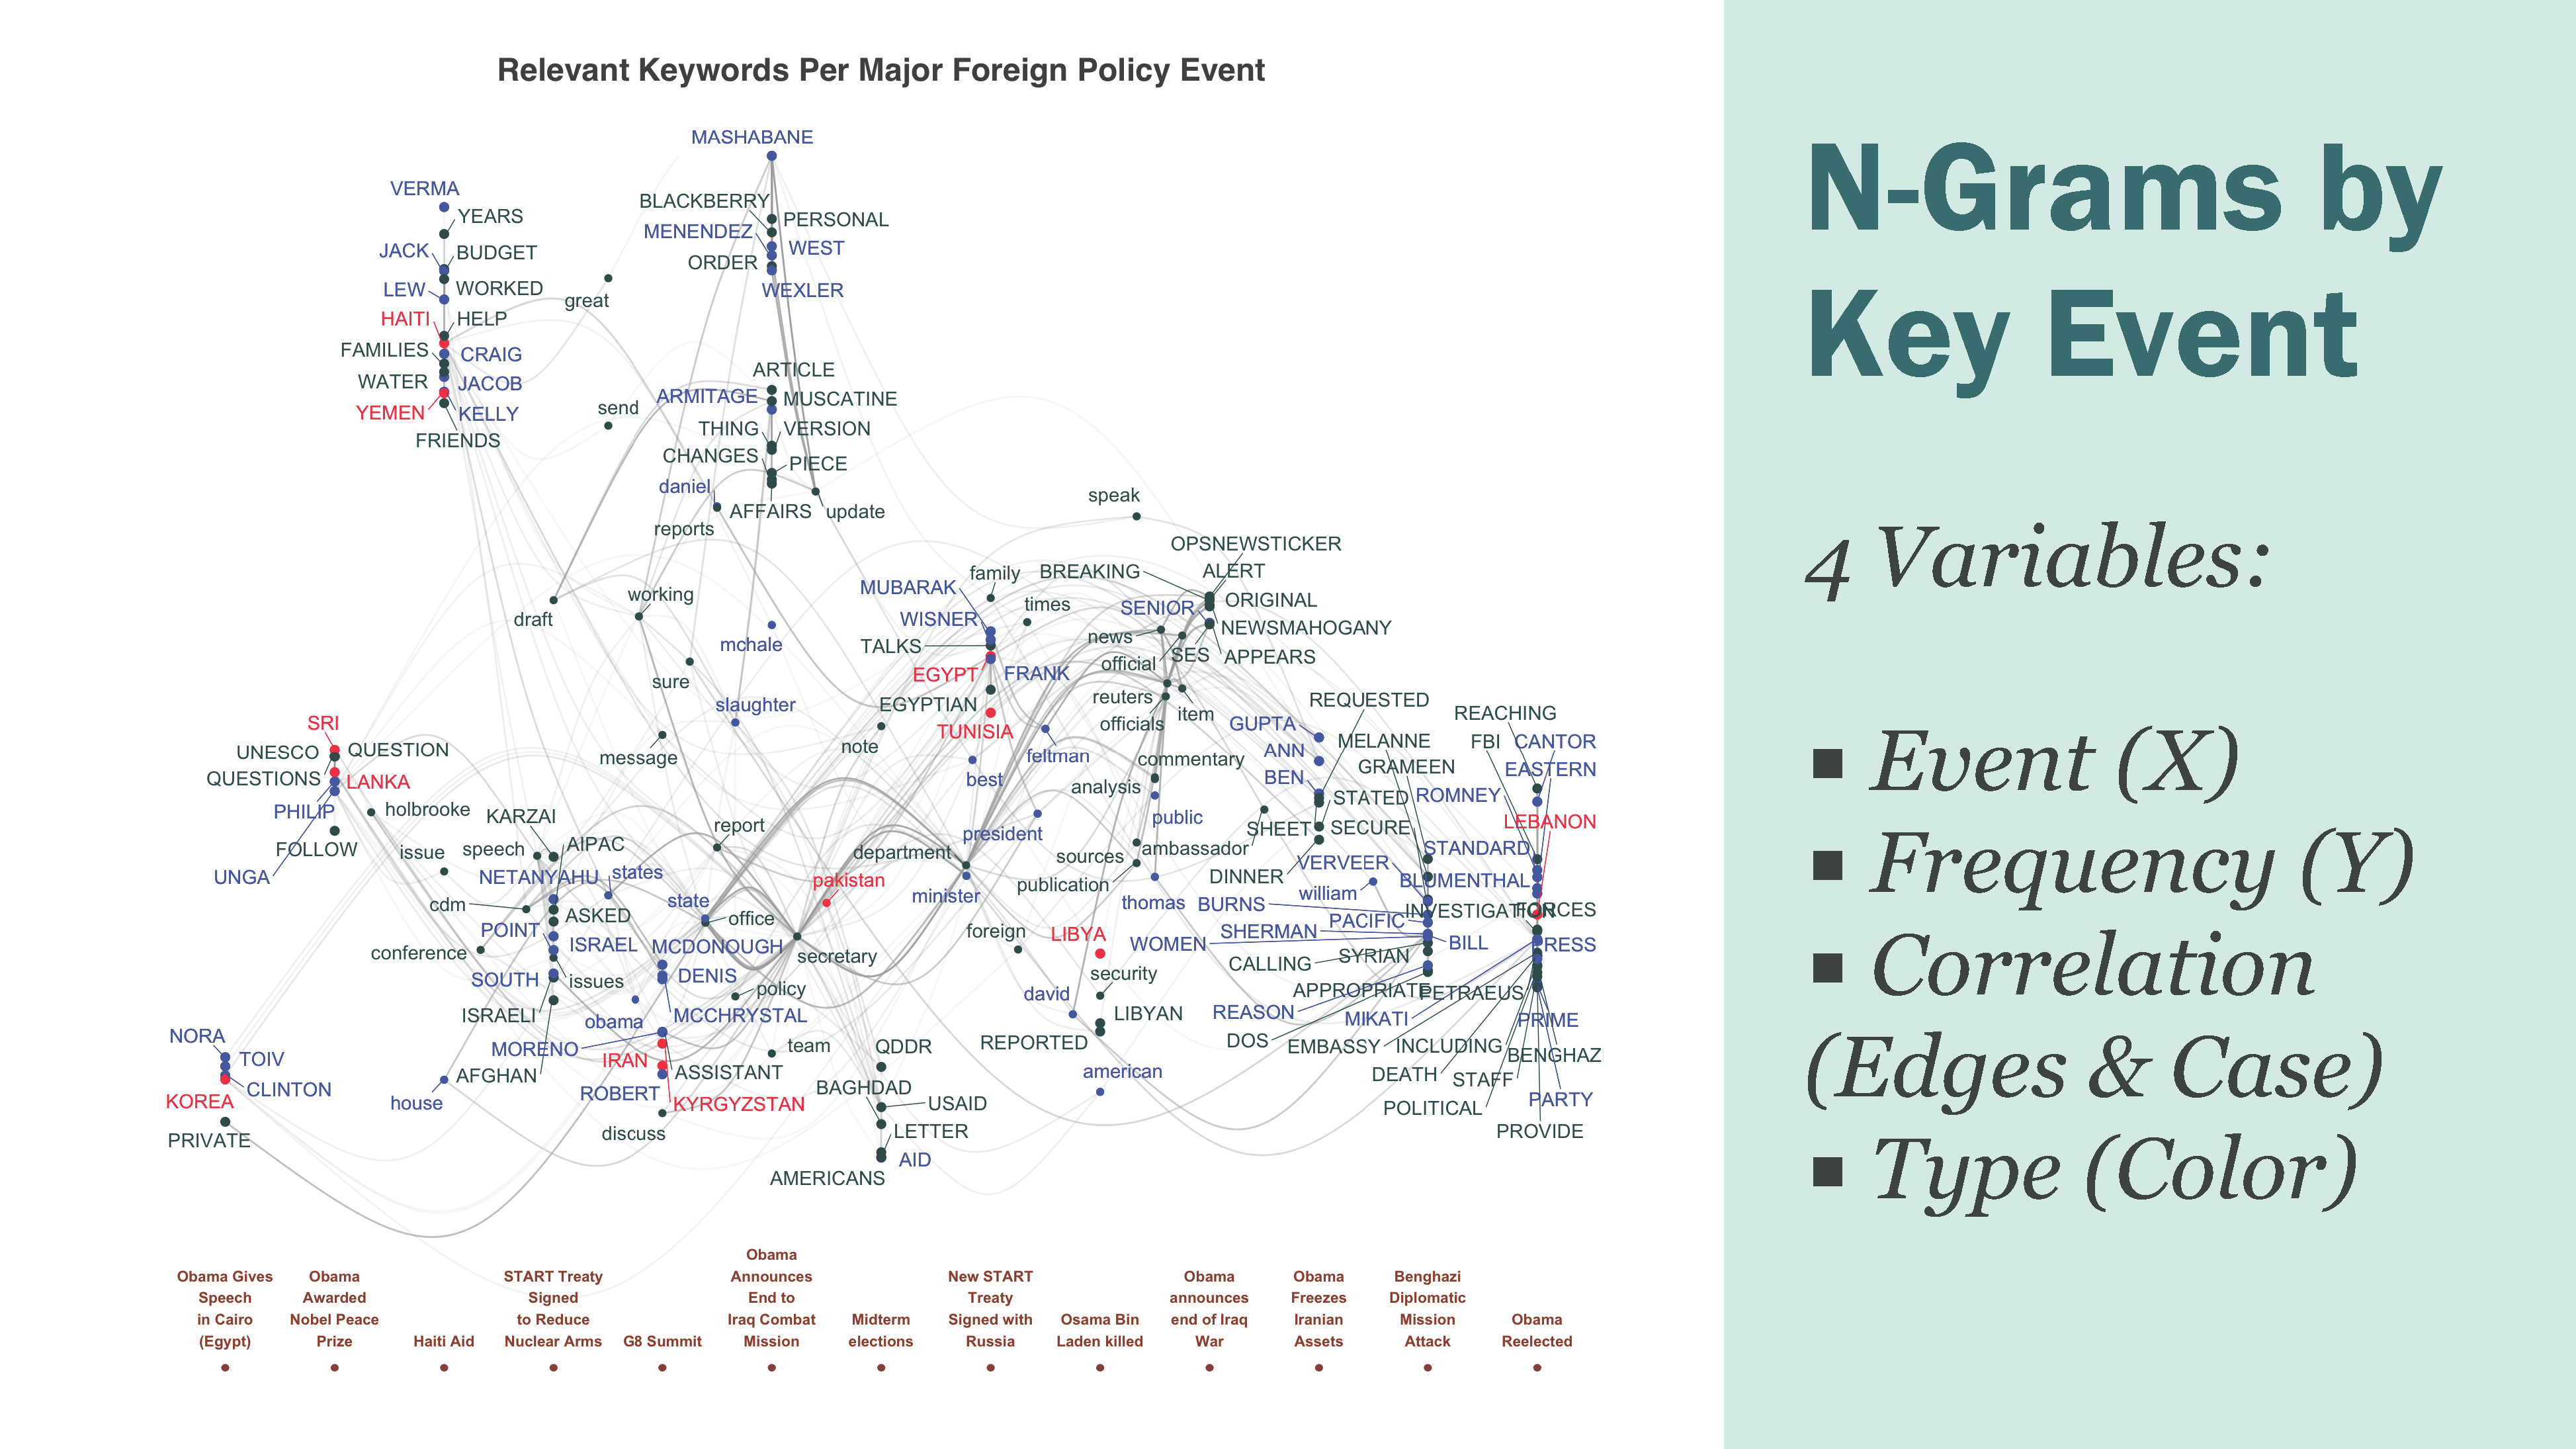 Relevant Keywords Per Major Foreign Policy Event
MASHABANE
VERMA
YEARS
BLACKBERRY
PERSONAL
MENENDEZ
WEST
JACK
BUDGET
ORDER
LEW
WORKED
WEXLER
great
HAITI
HELP
FAMILIES
CRAIG
WATER
JACOB
YEMEN
KELLY
FRIENDS
send
ARTICLE
ARMITAGE
MUSCATINE
THING
VERSION
CHANGES
PIECE
daniel
AFFAIRS
update
reports
speak
OPSNEWSTICKER
family
BREAKING
ALERT
MUBARAK
working
times
SENIOR
ORIGINAL
draft
WISNER
news
NEWSMAHOGANY
mchale
TALKS
official
SES
APPEARS
EGYPT
FRANK
sure
reuters
REQUESTED
slaughter
EGYPTIAN
officials
item
REACHING
SRI
TUNISIA
GUPTA
UNESCO
QUESTION
message
note
feltman
ANN
MELANNE
FBI
CANTOR
QUESTIONS
LANKA
best
commentary
BEN
GRAMEEN
EASTERN
PHILIP
holbrooke
analysis
STATED
ROMNEY
KARZAI
report
president
public
SHEET
SECURE
LEBANON
FOLLOW
issue
speech
AIPAC
department
sources
ambassador
STANDARD
UNGA
NETANYAHU
states
pakistan
publication
DINNER
VERVEER
BLUMENTHAL
cdm
state
minister
thomas
BURNS
william
POINT
ASKED
office
INVESTIGATION
FORCES
conference
ISRAEL
MCDONOUGH
secretary
foreign
LIBYA
WOMEN
SHERMAN
PACIFIC
BILL
RESS
SOUTH
issues
DENIS
policy
security
CALLING
SYRIAN
ISRAELI
obama
MCCHRYSTAL
david
LIBYAN
APPROPRIATE
PETRAEUS
NORA
MORENO
team
REPORTED
REASON
MIKATI
PRIME
TOIV
IRAN
ASSISTANT
QDDR
DOS
EMBASSY
INCLUDING
BENGHAZ
KOREA
CLINTON
house
AFGHAN
ROBERT
KYRGYZSTAN
BAGHDAD
USAID
american
DEATH
STAFF
PRIVATE
discuss
LETTER
POLITICAL
PARTY
AID
PROVIDE
AMERICANS
Obama Gives
Speech
in Cairo
(Egypt)
Obama
Awarded
Nobel Peace
Prize
Haiti Aid
START Treaty
Signed
to Reduce
Nuclear Arms
G8 Summit
Obama
Announces
End to
Iraq Combat
Mission
Midterm
elections
New START
Treaty
Signed with
Russia
Osama Bin
Laden killed
Obama
announces
end of Iraq
War
Obama
Freezes
Iranian
Assets
Benghazi
Diplomatic
Mission
Attack
Obama
Reelected
N-Grams by
Key Event
4 Variables:
▪ Event (X)
▪ Frequency (Y)
▪ Correlation
(Edges & Case)
▪ Type (Color)